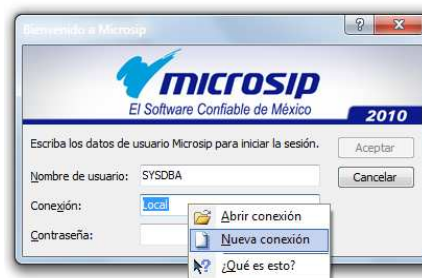 Bienvenido a Microsip
microsip
El Software Confiable de México
2010
Escriba los datos de usuario Microsip para iniciar la sesión.
Aceptar
Nombre de usuario: SYSDBA
Cancelar
Conexión: Local
Abrir conexión
Nueva conexión
Contraseña:
¿Qué es esto?